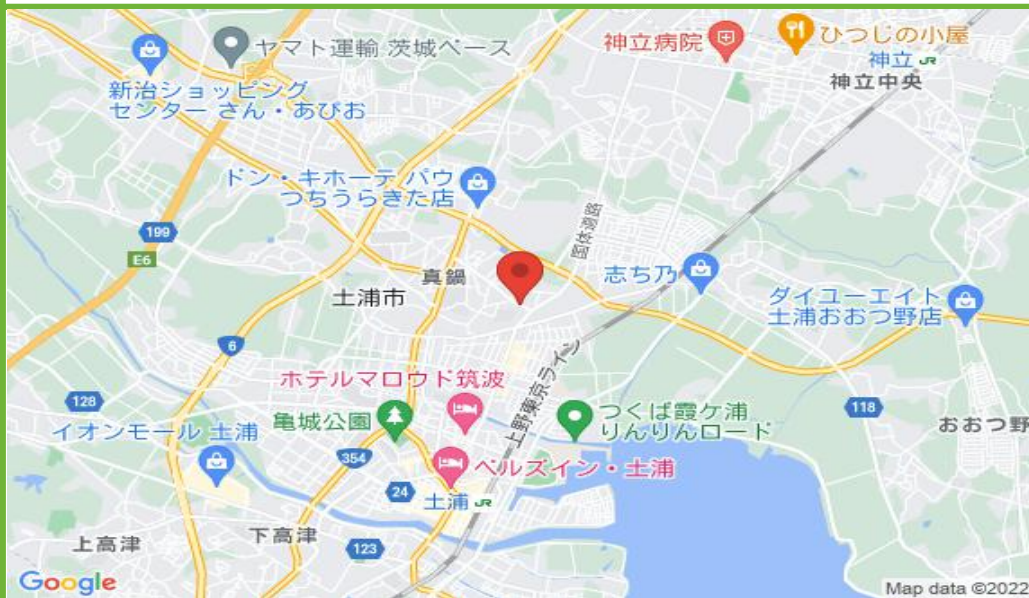 ヤマト運輸 茨城ベース
新治ショッピング
センター さん・あぴお
神立病院
ひつじの小屋
神立 JR
神立中央
ドン・キホーテ パウ
つちうらきた店
国体道路
199
E6
真鍋
土浦市
志ち乃
ダイユーエイト
土浦おおつ野店
6
上野東京ライン
ホテルマロウド筑波
128
亀城公園
つくば霞ケ浦
りんりんロード
118
おおつ野
イオンモール 土浦
354
ベルズイン・土浦
24
土浦 JR
上高津
下高津
123
Google
Map data ©2022